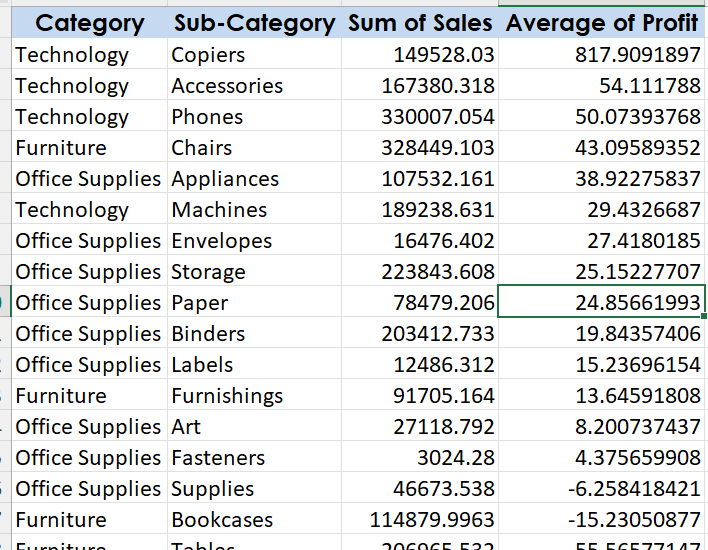 Category Sub-Category Sum of Sales Average of Profit
Technology Copiers 149528.03 817.9091897
Technology Accessories 167380.318 54.111788
Technology Phones 330007.054 50.07393768
Furniture Chairs 328449.103 43.09589352
Office Supplies Appliances 107532.161 38.92275837
Technology Machines 189238.631 29.4326687
Office Supplies Envelopes 16476.402 27.4180185
Office Supplies Storage 223843.608 25.15227707
Office Supplies Paper 78479.206 24.85661993
Office Supplies Binders 203412.733 19.84357406
Office Supplies Labels 12486.312 15.23696154
Furniture Furnishings 91705.164 13.64591808
Office Supplies Art 27118.792 8.200737437
Office Supplies Fasteners 3024.28 4.375659908
Office Supplies Supplies 46673.538 -6.258418421
Furniture Bookcases 114879.9963 -15.23050877
Furniture Tables 206965.532